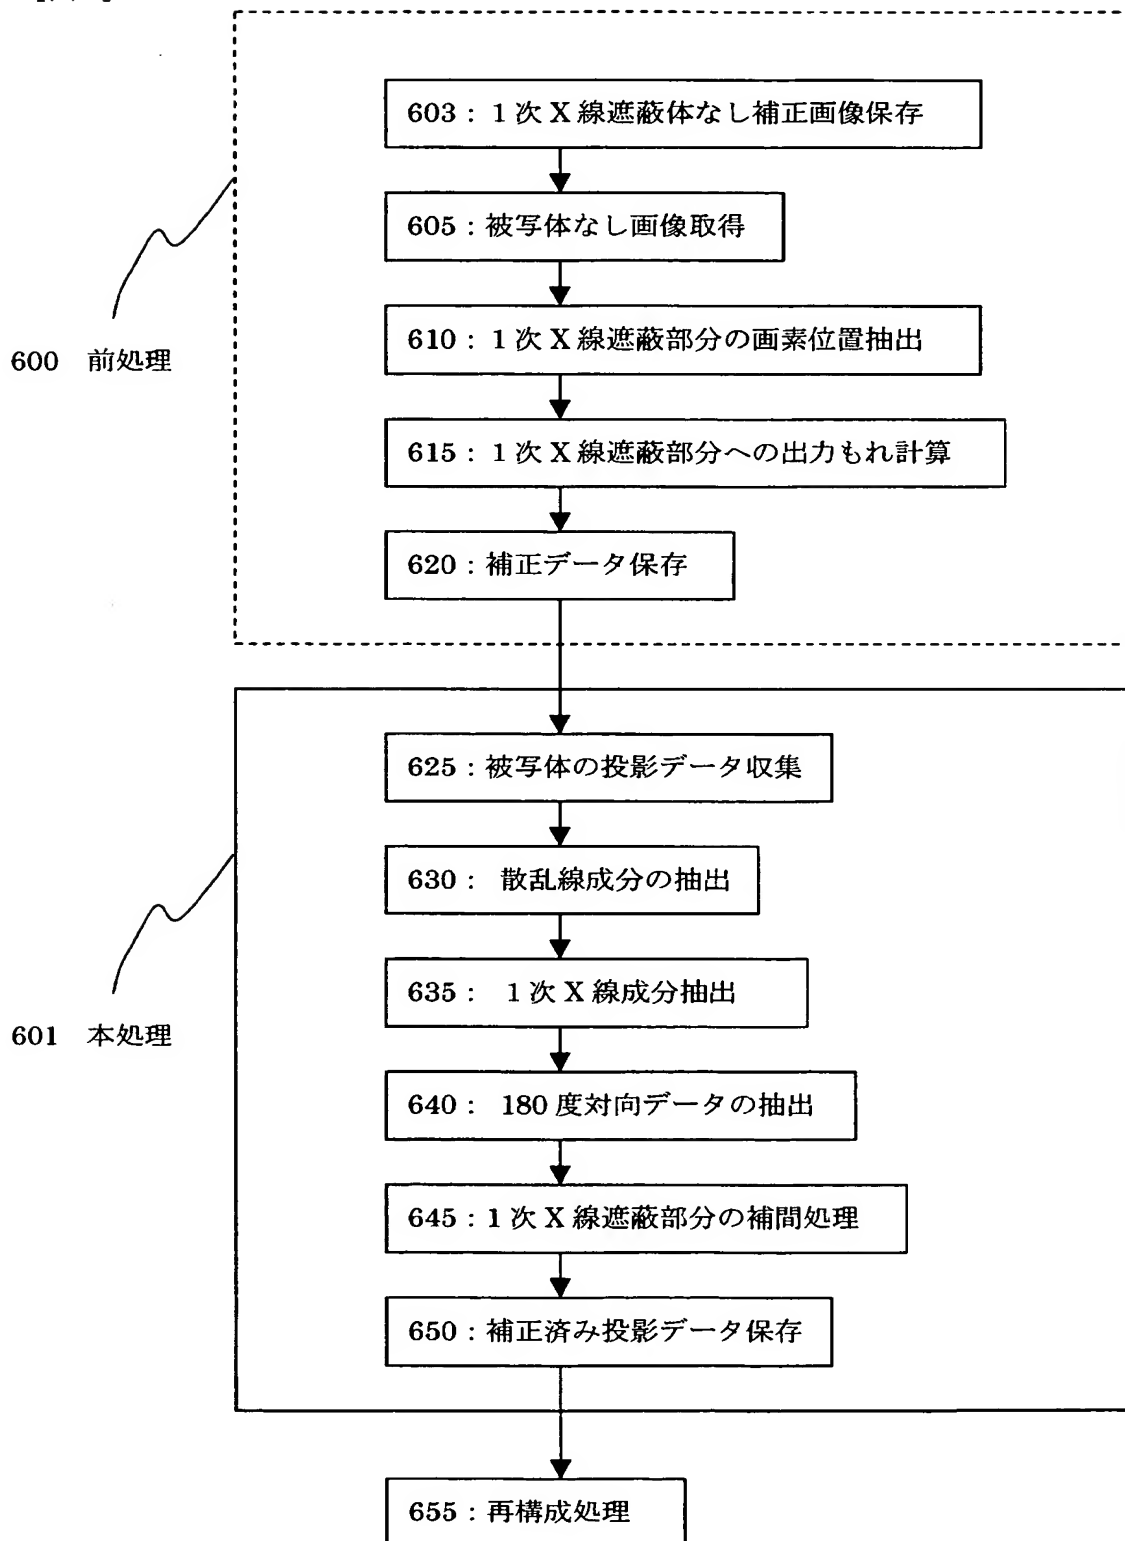 603：1次X線遮蔽体なし補正画像保存
605：被写体なし画像取得
610：1次X線遮蔽部分の画素位置抽出
600 前処理
615：1次X線遮蔽部分への出力もれ計算
620：補正データ保存
625：被写体の投影データ収集
630： 散乱線成分の抽出
635： 1次X線成分抽出
601 本処理
640： 180度対向データの抽出
645：1次X線遮蔽部分の補間処理
650：補正済み投影データ保存
655：再構成処理